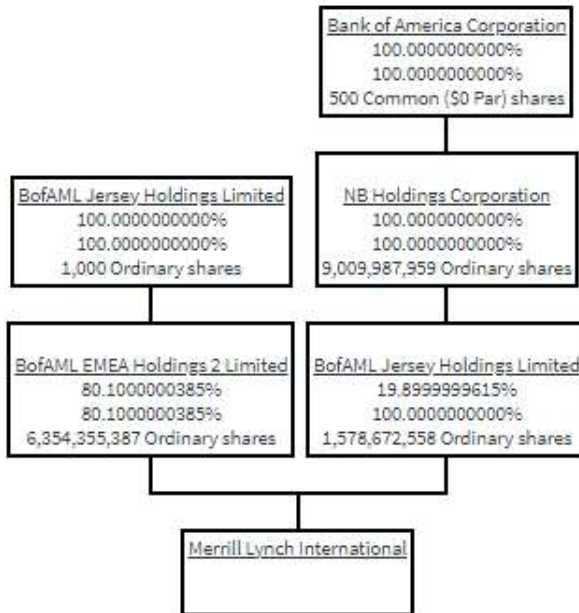 Bank of America Corporation
100.0000000000%
100.0000000000%
500 Common ($0 Par) shares
BofAML Jersey Holdings Limited
100.0000000000%
100.0000000000%
1,000 Ordinary shares
NB Holdings Corporation
100.0000000000%
100.0000000000%
9,009,987,959 Ordinary shares
BofAML EMEA Holdings 2 Limited
80.1000000385%
80.1000000385%
6,354,355,387 Ordinary shares
BofAML Jersey Holdings Limited
19.8999999615%
100.0000000000%
1,578,672,558 Ordinary shares
Merrill Lynch International